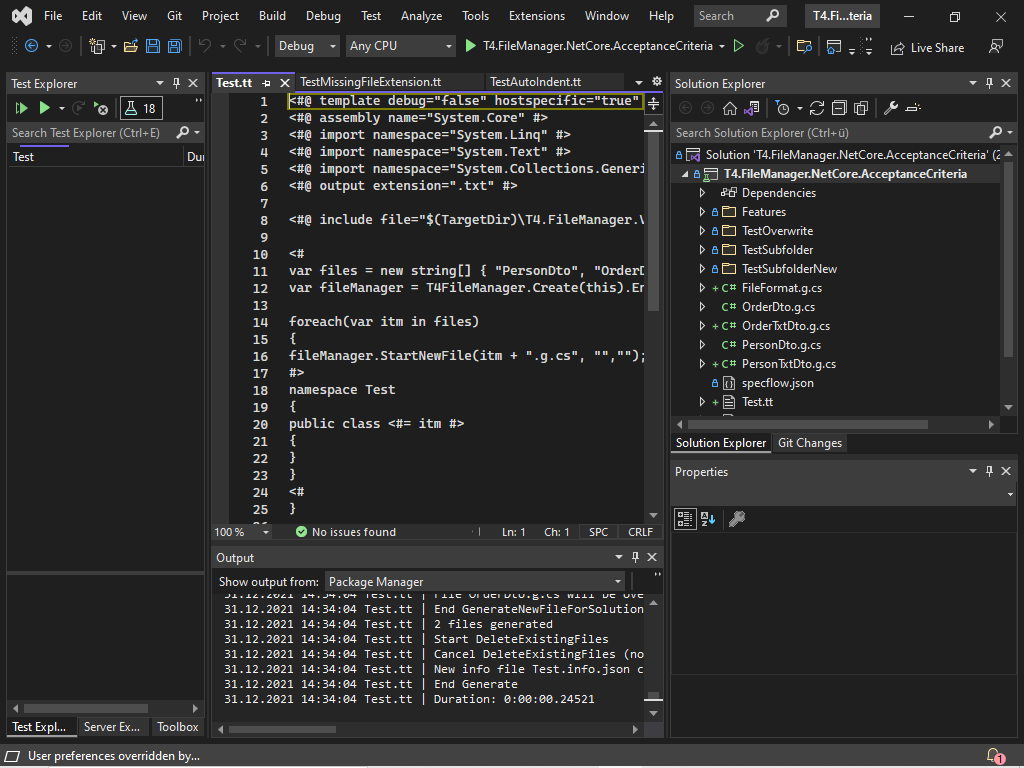 File Edit View Git Project Build Debug Test Analyze Tools Extensions Window Help Search T4.Fi...teria
Debug Any CPU T4.FileManager.NetCore.AcceptanceCriteria Live Share
Test Explorer
18
Search Test Explorer (Ctrl+E)
Test Dur
Test Expl... Server Ex... Toolbox
Test.tt TestMissingFileExtension.tt TestAutoIndent.tt
1 <#@ template debug="false" hostspecific="true"
2 <#@ assembly name="System.Core" #>
3 <#@ import namespace="System.Linq" #>
4 <#@ import namespace="System.Text" #>
5 <#@ import namespace="System.Collections.Generi
6 <#@ output extension=".txt" #>
7
8 <#@ include file="$(TargetDir)\T4.FileManager.V
9
10 <#
11 var files = new string[] { "PersonDto", "OrderD
12 var fileManager = T4FileManager.Create(this).En
13
14 foreach(var itm in files)
15 {
16 fileManager.StartNewFile(itm + ".g.cs", "","");
17 #>
18 namespace Test
19 {
20 public class <#= itm #>
21 {
22 }
23 }
24 <#
25 }
100 % No issues found Ln: 1 Ch: 1 SPC CRLF
Output
Show output from: Package Manager
31.12.2021 14:34:04 Test.tt | File OrderDto.g.cs will be ove
31.12.2021 14:34:04 Test.tt | End GenerateNewFileForSolution
31.12.2021 14:34:04 Test.tt | 2 files generated
31.12.2021 14:34:04 Test.tt | Start DeleteExistingFiles
31.12.2021 14:34:04 Test.tt | Cancel DeleteExistingFiles (no
31.12.2021 14:34:04 Test.tt | New info file Test.info.json c
31.12.2021 14:34:04 Test.tt | End Generate
31.12.2021 14:34:04 Test.tt | Duration: 0:00:00.24521
Solution Explorer
Search Solution Explorer (Ctrl+ü)
Solution 'T4.FileManager.NetCore.AcceptanceCriteria' (2
T4.FileManager.NetCore.AcceptanceCriteria
Dependencies
Features
TestOverwrite
TestSubfolder
TestSubfolderNew
+ C# FileFormat.g.cs
C# OrderDto.g.cs
+ C# OrderTxtDto.g.cs
C# PersonDto.g.cs
+ C# PersonTxtDto.g.cs
specflow.json
+ Test.tt
Solution Explorer Git Changes
Properties
User preferences overridden by...
1